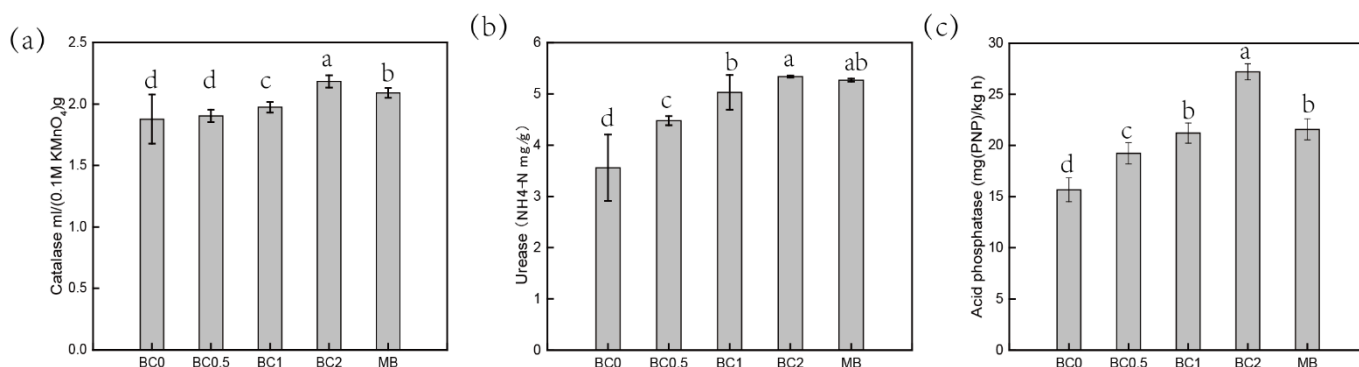 (a)
Catalase ml/(0.1M KMnO₄)g
2.5
2.0
1.5
1.0
0.5
0.0
d
d
c
a
b
BC0 BC0.5 BC1 BC2 MB
(b)
Urease (NH4-N mg/g)
6
5
4
3
2
1
0
d
c
b
a
ab
BC0 BC0.5 BC1 BC2 MB
(c)
Acid phosphatase (mg(PNP)/kg h)
30
25
20
15
10
5
0
d
c
b
a
b
BC0 BC0.5 BC1 BC2 MB